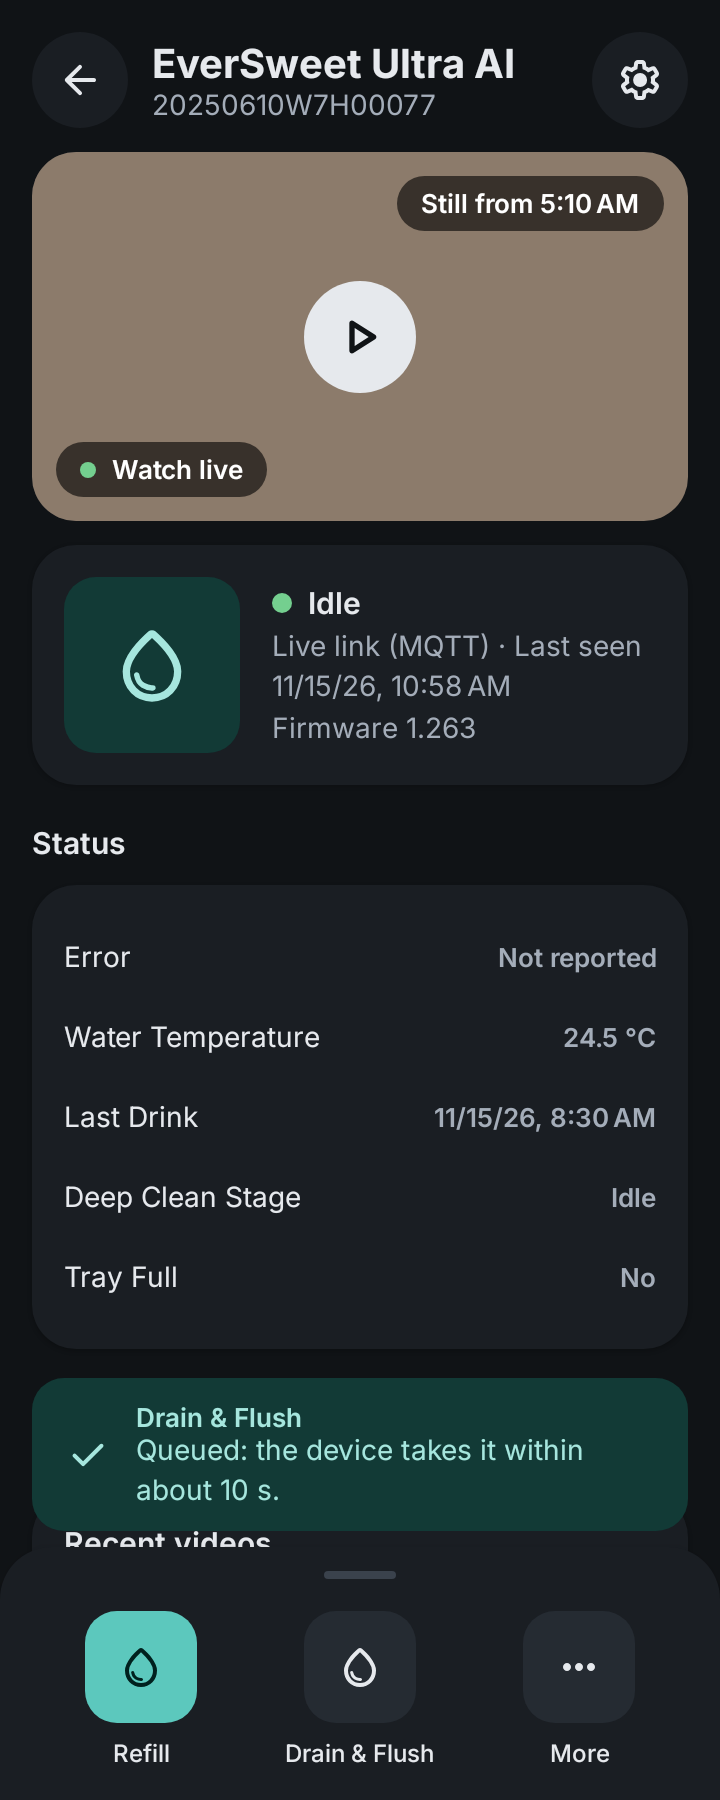 EverSweet Ultra AI
20250610W7H00077
Still from 5:10 AM
Watch live
Idle
Live link (MQTT) · Last seen
11/15/26, 10:58 AM
Firmware 1.263
Status
Error Not reported
Water Temperature 24.5 °C
Last Drink 11/15/26, 8:30 AM
Deep Clean Stage Idle
Tray Full No
Drain & Flush
Queued: the device takes it within
about 10 s.
Recent videos
Refill Drain & Flush More